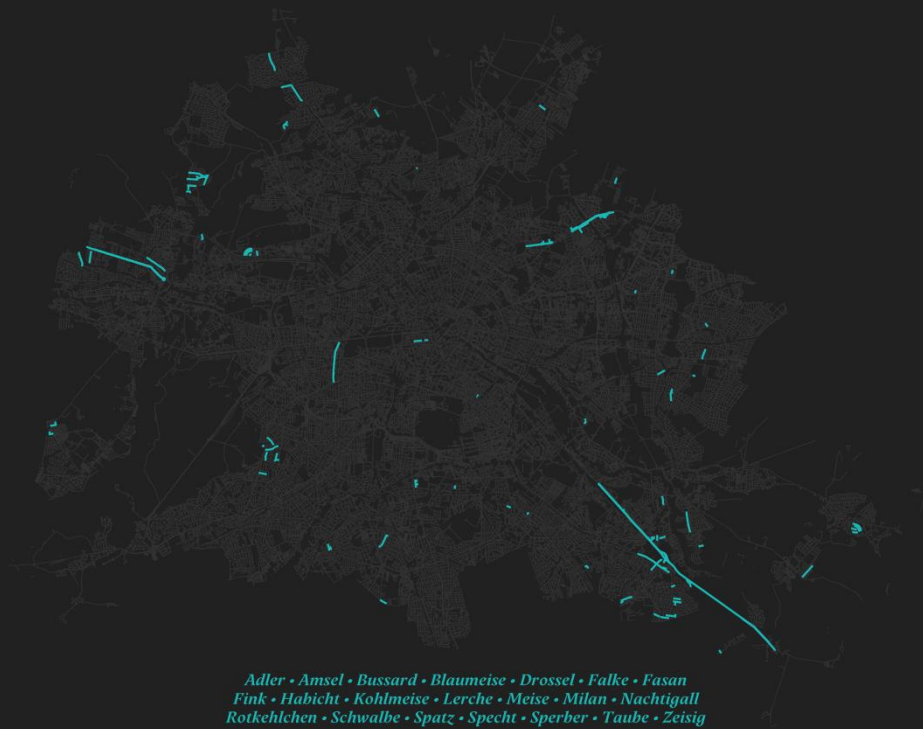 Adler • Amsel • Bussard • Blaumeise • Drossel • Falke • Fasan
Fink • Habicht • Kohlmeise • Lerche • Meise • Milan • Nachtigall
Rotkehlchen • Schwalbe • Spatz • Specht • Sperber • Taube • Zeisig